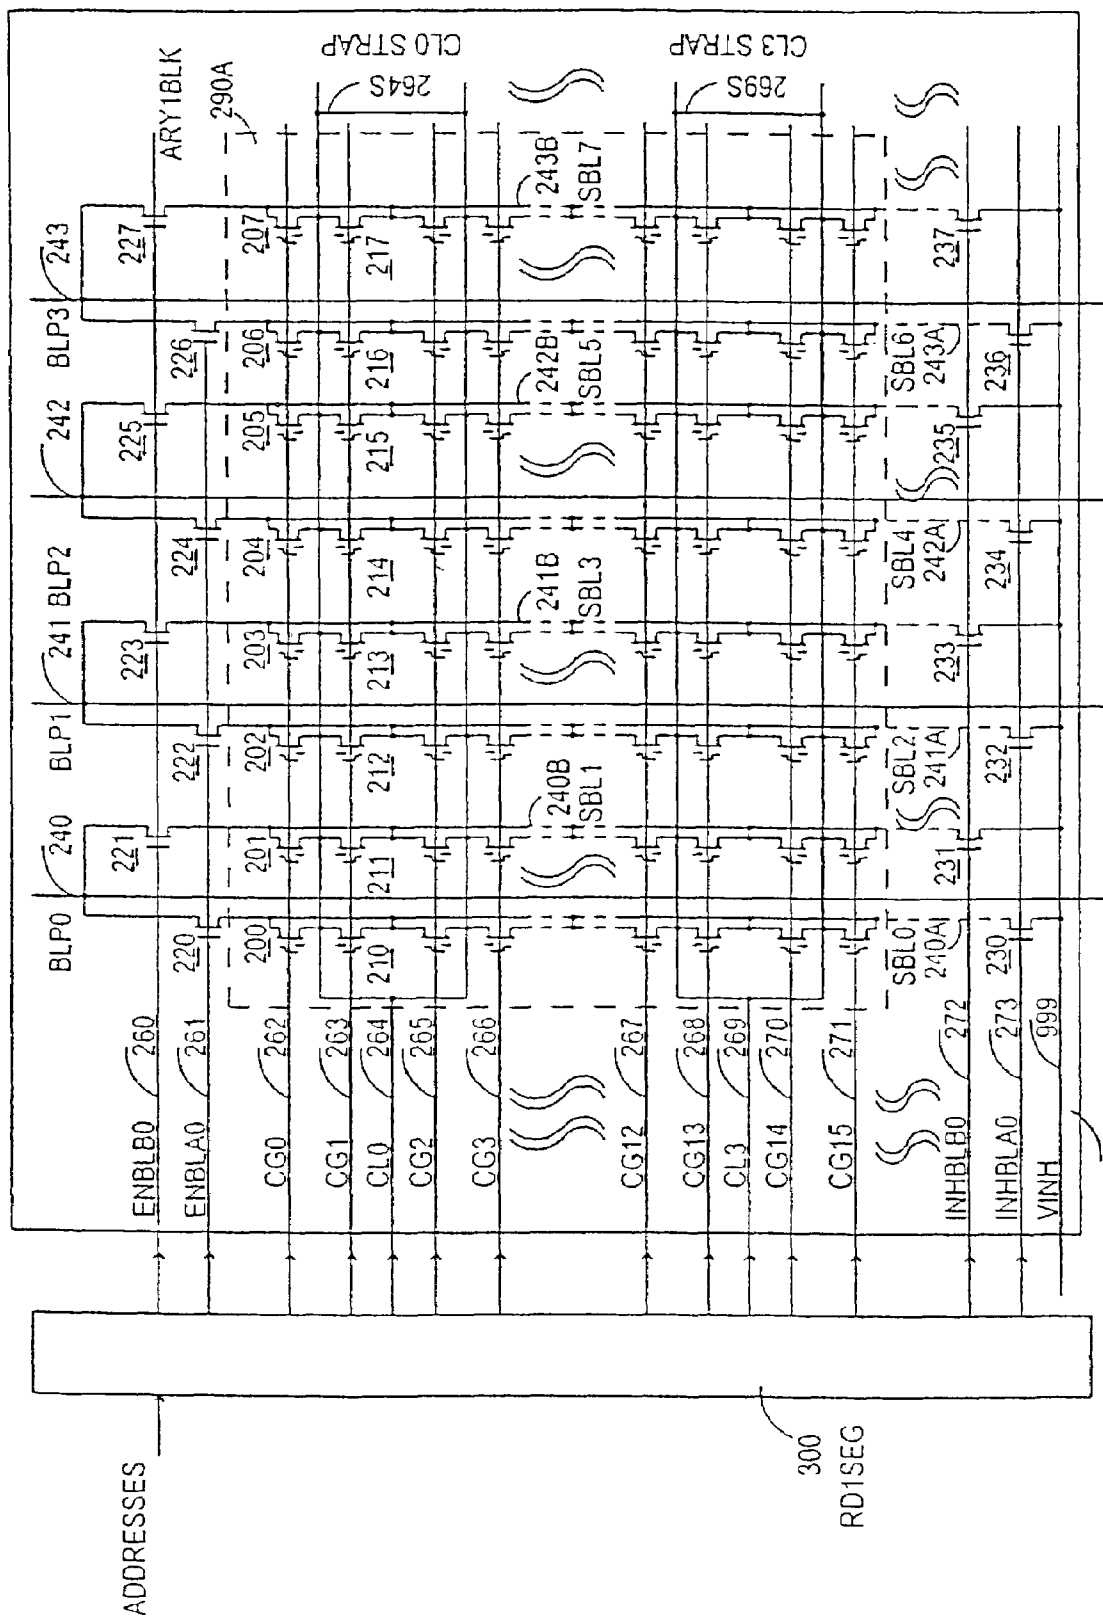 ADDRESSES
300
RD1SEG
ENBLB0 260
ENBLA0 261
CG0 262
CG1 263
CL0 264
CG2 265
CG3 266
CG12 267
CG13 268
CL3 269
CG14 270
CG15 271
INHBLB0 272
INHBLA0 273
VINH 999
BLP0 240
BLP1 241
BLP2 242
BLP3 243
ARY1BLK
290A
221 223 225 227
220 222 224 226
200 201 202 203 204 205 206 207
210 211 212 213 214 215 216 217
CL0 STRAP
264S
240B
SBL1
241B
SBL3
242B
SBL5
243B
SBL7
CL3 STRAP
269S
SBL0
240A
SBL2
241A
SBL4
242A
SBL6
243A
231 233 235 237
230 232 234 236